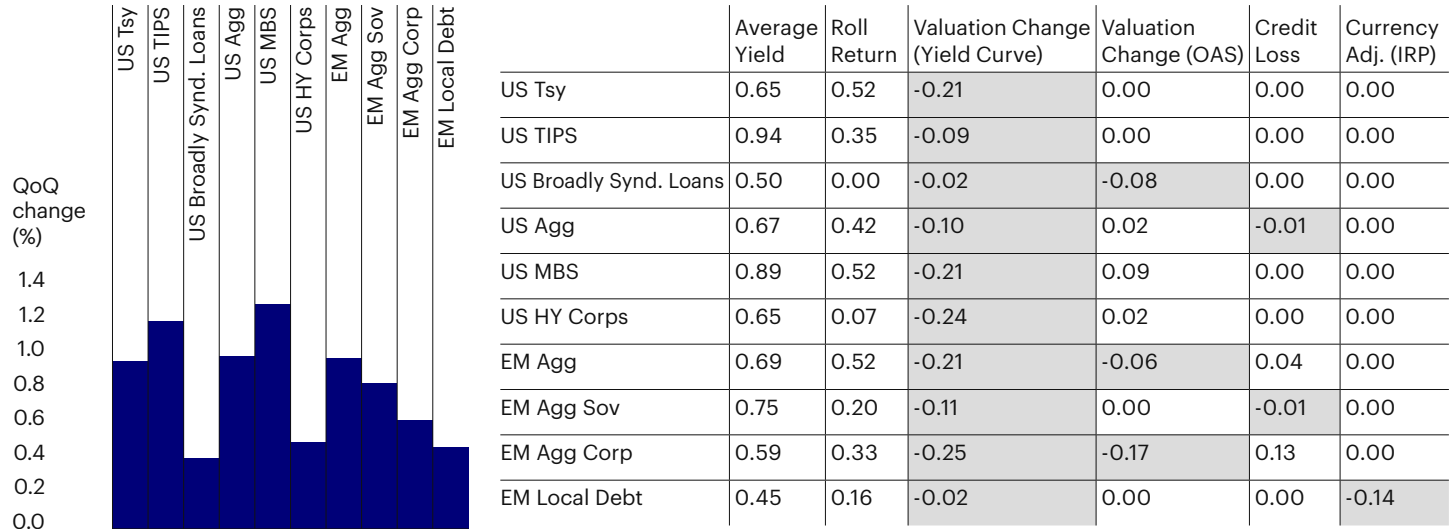 US Tsy
US TIPS
US Broadly Synd. Loans
US Agg
US MBS
US HY Corps
EM Agg
EM Agg Sov
EM Agg Corp
EM Local Debt
QoQ
change
(%)
1.4
1.2
1.0
0.8
0.6
0.4
0.2
0.0
Average Yield Roll Return Valuation Change (Yield Curve) Valuation Change (OAS) Credit Loss Currency Adj. (IRP)
US Tsy 0.65 0.52 -0.21 0.00 0.00 0.00
US TIPS 0.94 0.35 -0.09 0.00 0.00 0.00
US Broadly Synd. Loans 0.50 0.00 -0.02 -0.08 0.00 0.00
US Agg 0.67 0.42 -0.10 0.02 -0.01 0.00
US MBS 0.89 0.52 -0.21 0.09 0.00 0.00
US HY Corps 0.65 0.07 -0.24 0.02 0.00 0.00
EM Agg 0.69 0.52 -0.21 -0.06 0.04 0.00
EM Agg Sov 0.75 0.20 -0.11 0.00 -0.01 0.00
EM Agg Corp 0.59 0.33 -0.25 -0.17 0.13 0.00
EM Local Debt 0.45 0.16 -0.02 0.00 0.00 -0.14